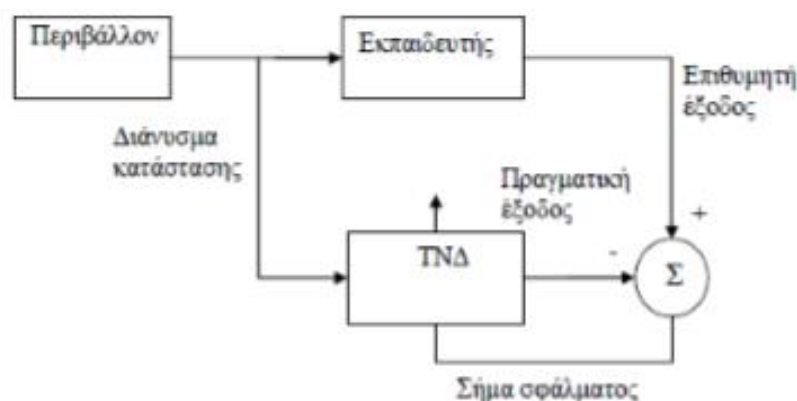 Περιβάλλον
Εκπαιδευτής
Επιθυμητή
έξοδος
Διάνυσμα
κατάστασης
Πραγματική
έξοδος
+
ΤΝΔ
-
Σ
Σήμα σφάλματος